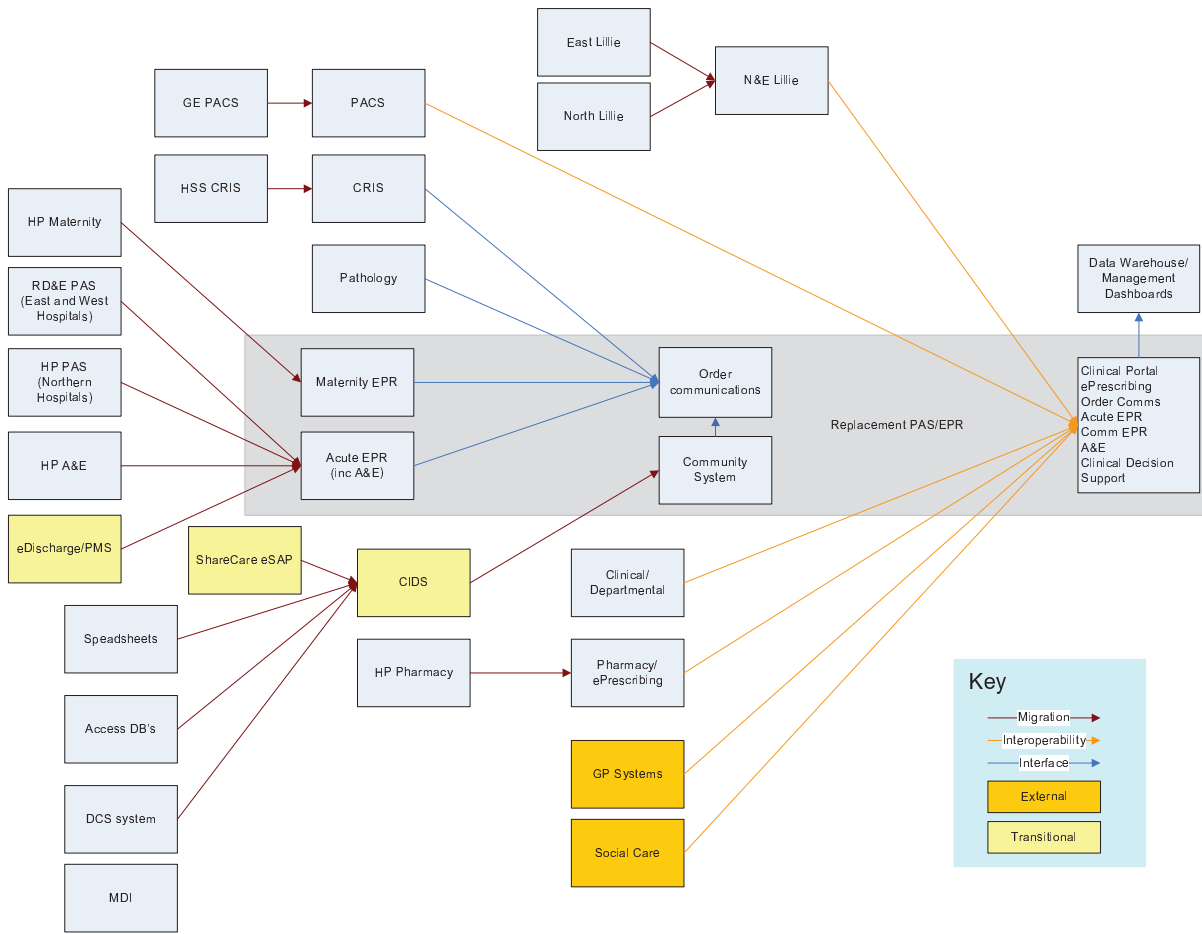 East Lillie
North Lillie
N&E Lillie
GE PACS
PACS
HSS CRIS
CRIS
HP Maternity
RD&E PAS
(East and West
Hospitals)
Pathology
Data Warehouse/
Management
Dashboards
HP PAS
(Northern
Hospitals)
Maternity EPR
Order
communications
Replacement PAS/EPR
Clinical Portal
ePrescribing
Order Comms
Acute EPR
Comm EPR
A&E
Clinical Decision
Support
HP A&E
Acute EPR
(inc A&E)
Community
System
eDischarge/PMS
ShareCare eSAP
CIDS
Clinical/
Departmental
Speadsheets
HP Pharmacy
Pharmacy/
ePrescribing
Access DB's
GP Systems
DCS system
Social Care
MDI
Key
Migration
Interoperability
Interface
External
Transitional